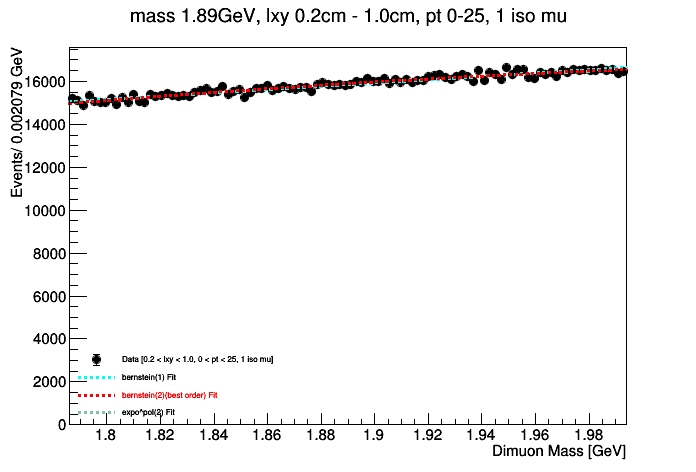 mass 1.89GeV, lxy 0.2cm - 1.0cm, pt 0-25, 1 iso mu
Events/ 0.002079 GeV
16000
14000
12000
10000
8000
6000
4000
2000
0
Data [0.2 < lxy < 1.0, 0 < pt < 25, 1 iso mu]
bernstein(1) Fit
bernstein(2)(best order) Fit
expo^pol(2) Fit
1.8 1.82 1.84 1.86 1.88 1.9 1.92 1.94 1.96 1.98
Dimuon Mass [GeV]